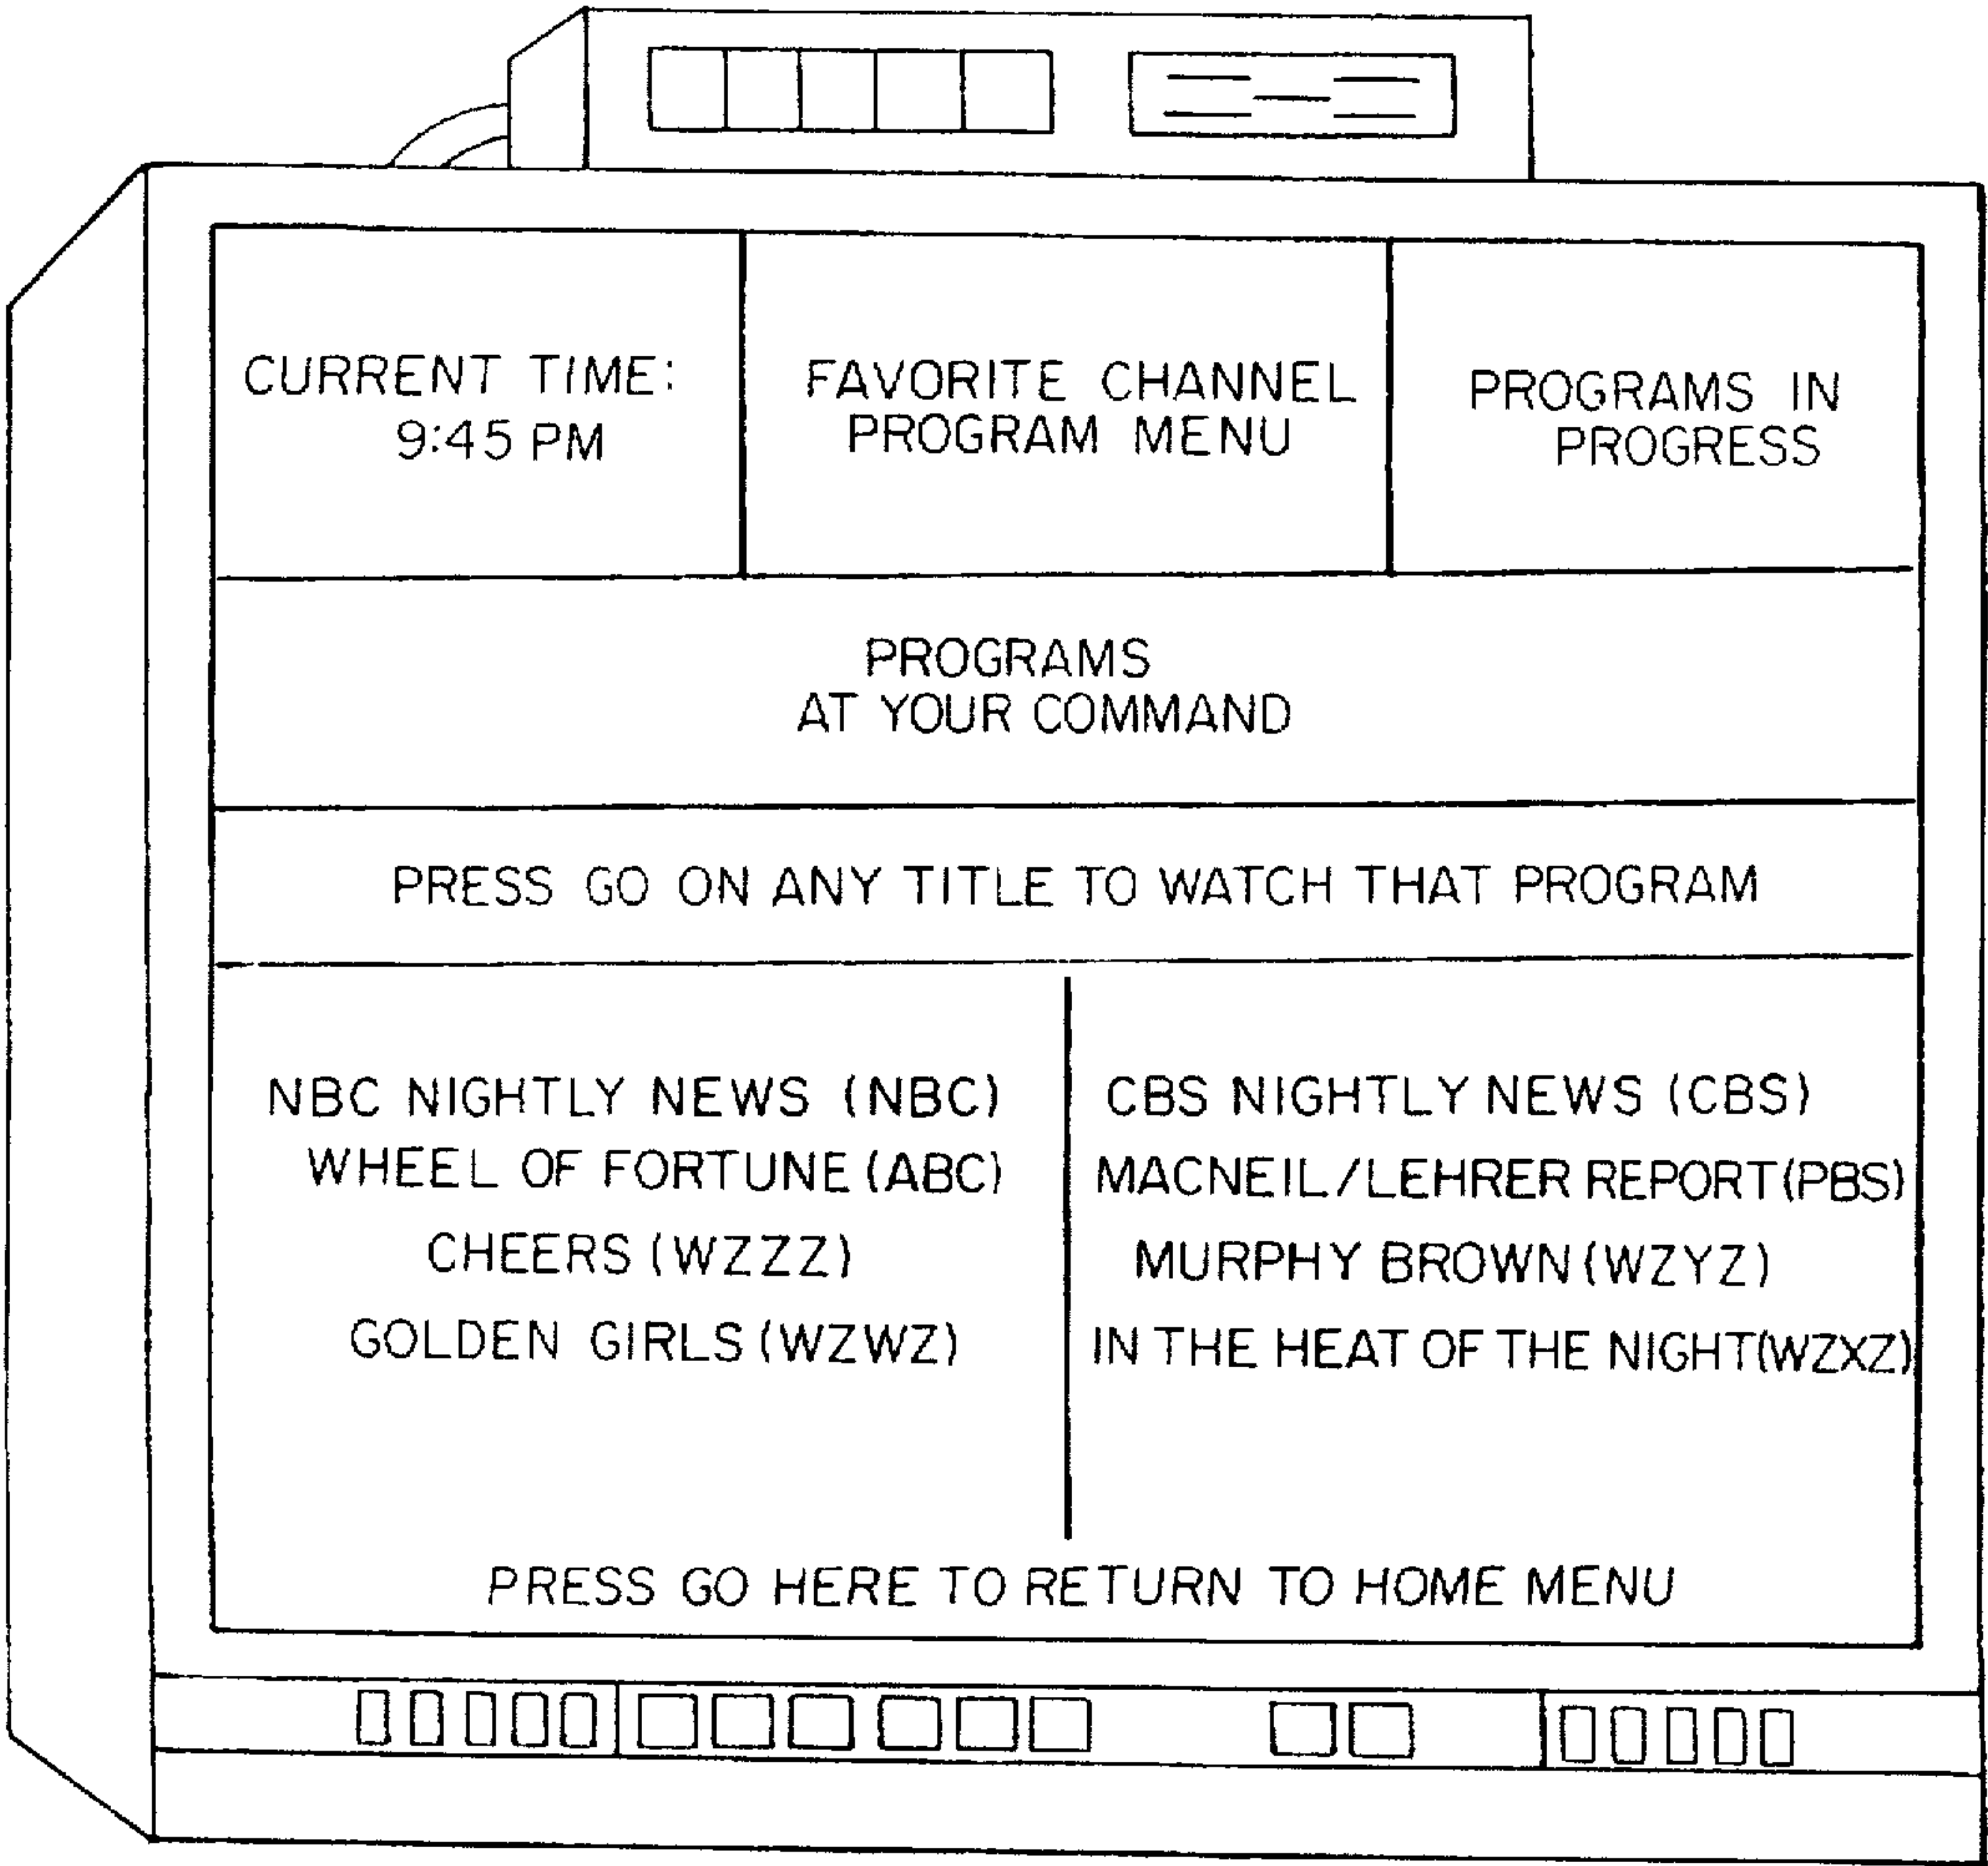 CURRENT TIME:
9:45 PM
FAVORITE CHANNEL
PROGRAM MENU
PROGRAMS IN
PROGRESS
PROGRAMS
AT YOUR COMMAND
PRESS GO ON ANY TITLE TO WATCH THAT PROGRAM
NBC NIGHTLY NEWS (NBC)
WHEEL OF FORTUNE (ABC)
CHEERS (WZZZ)
GOLDEN GIRLS (WZWZ)
CBS NIGHTLY NEWS (CBS)
MACNEIL/LEHRER REPORT (PBS)
MURPHY BROWN (WZYZ)
IN THE HEAT OF THE NIGHT (WZXZ)
PRESS GO HERE TO RETURN TO HOME MENU